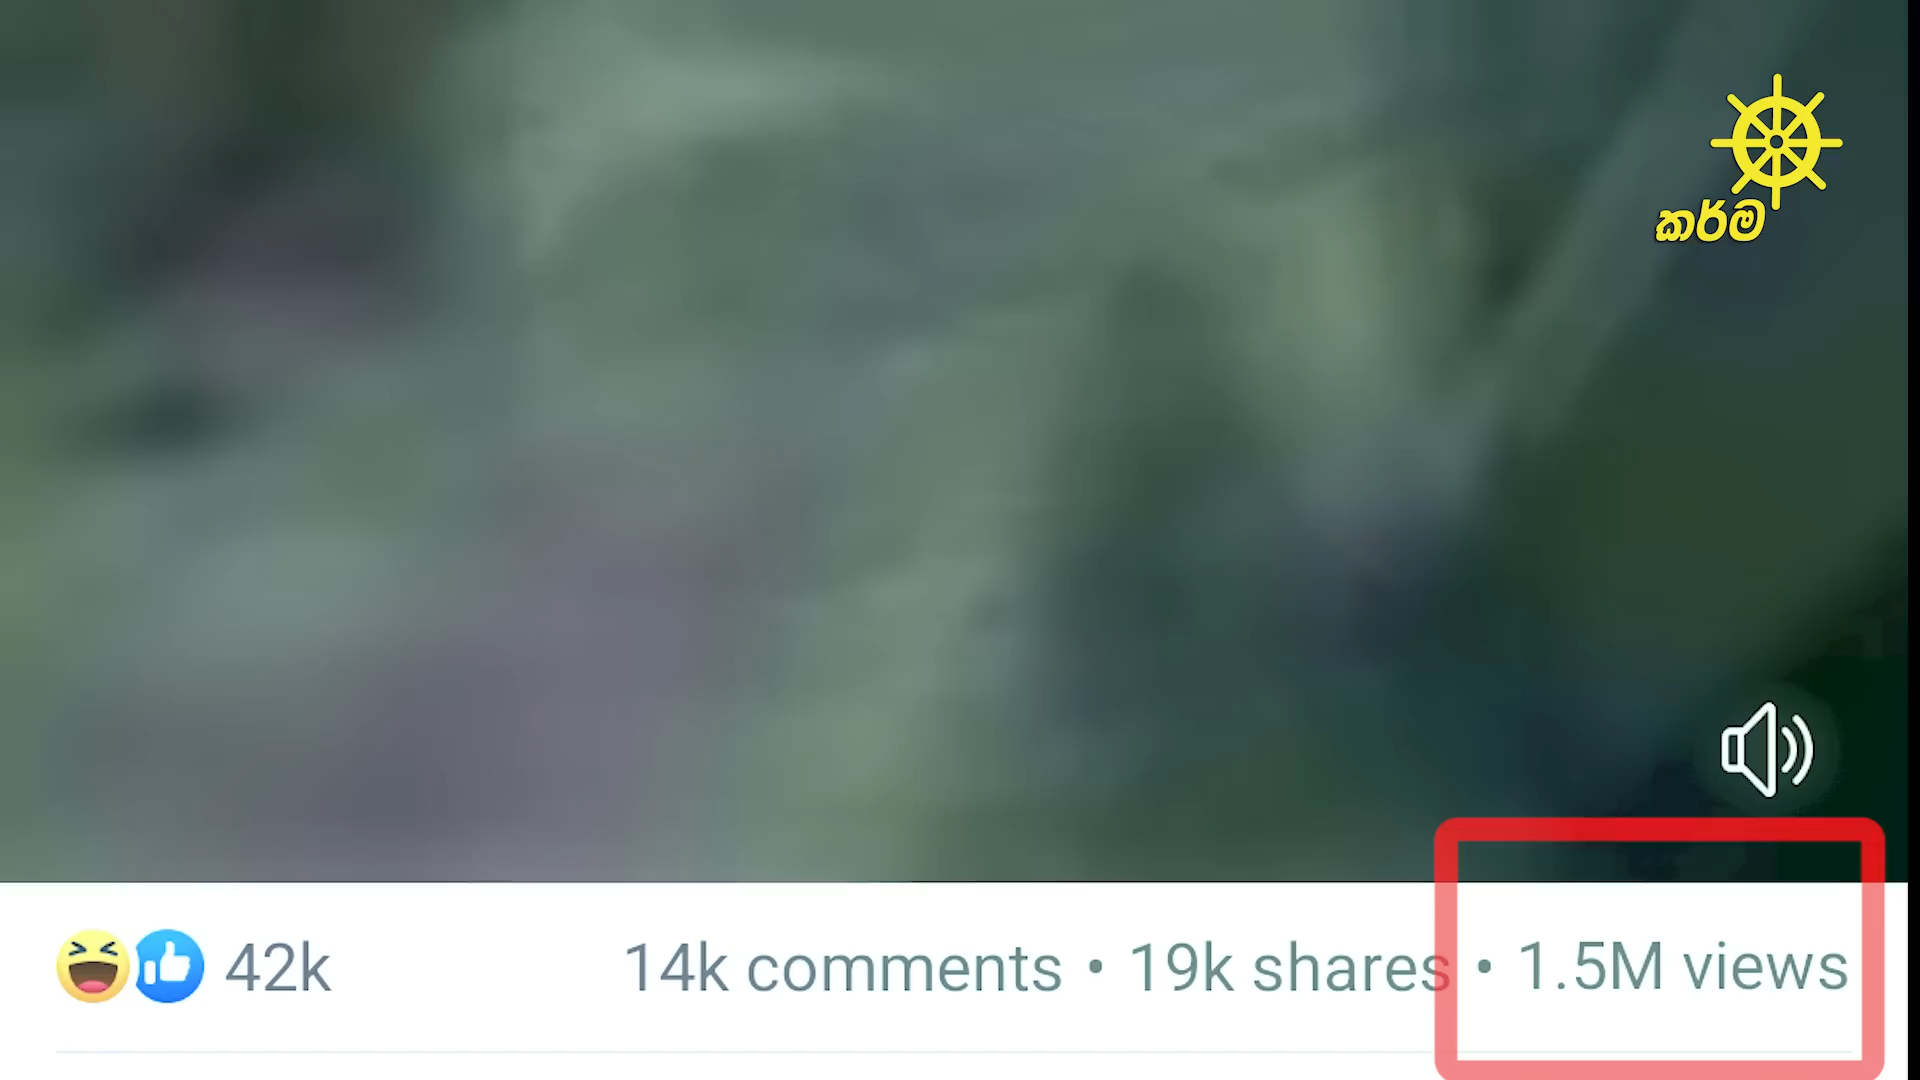 කර්ම
42k 14k comments • 19k shares • 1.5M views